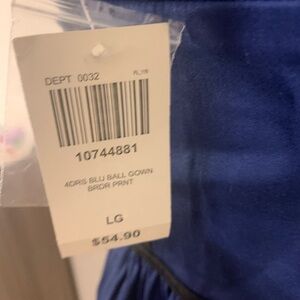 DEPT 0032
10744881
4DRS BLU BALL GOWN
BRDR PRNT
LG
$54.90